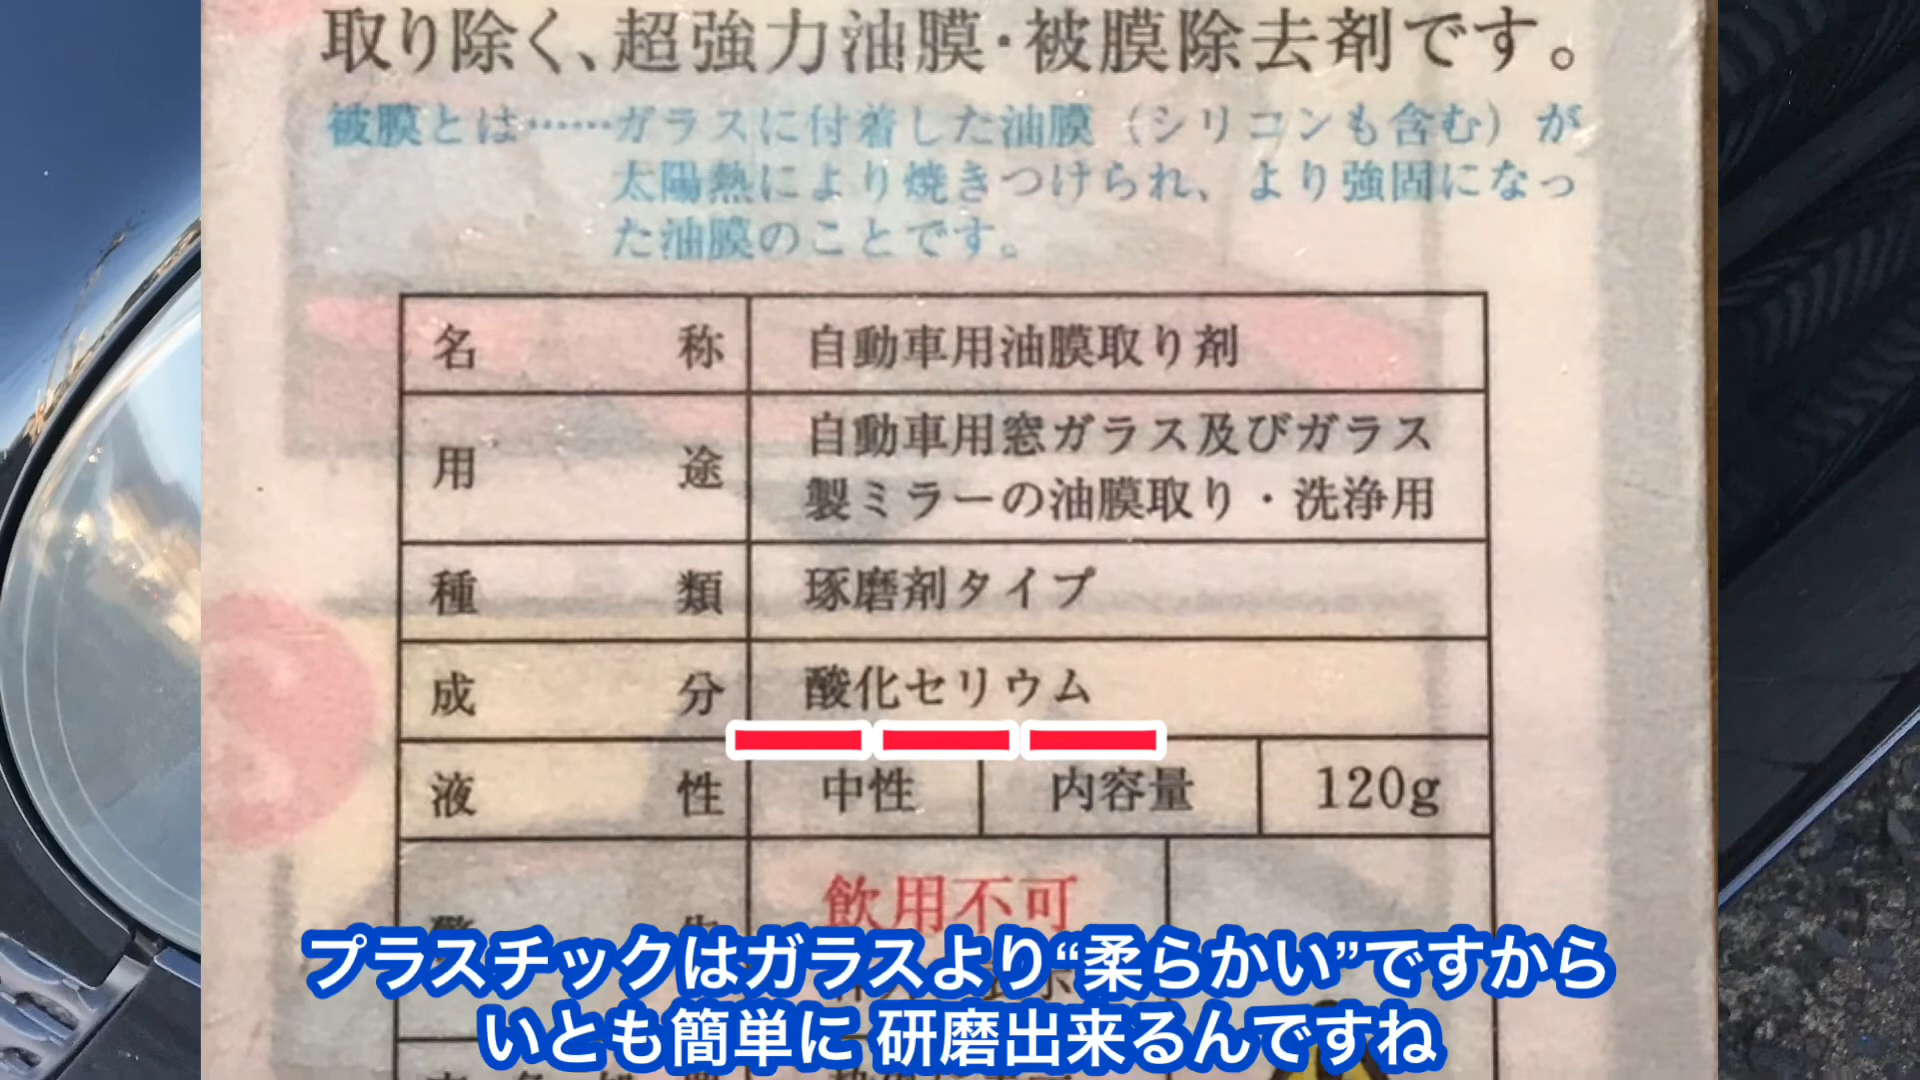 取り除く、超強力油膜・被膜除去剤です。
被膜とは……ガラスに付着した油膜（シリコンも含む）が
太陽熱により焼きつけられ、より強固になっ
た油膜のことです。
名称 自動車用油膜取り剤
用途 自動車用窓ガラス及びガラス
製ミラーの油膜取り・洗浄用
種類 琢磨剤タイプ
成分 酸化セリウム
液性 中性 内容量 120g
飲用不可
プラスチックはガラスより“柔らかい”ですから
いとも簡単に 研磨出来るんですね